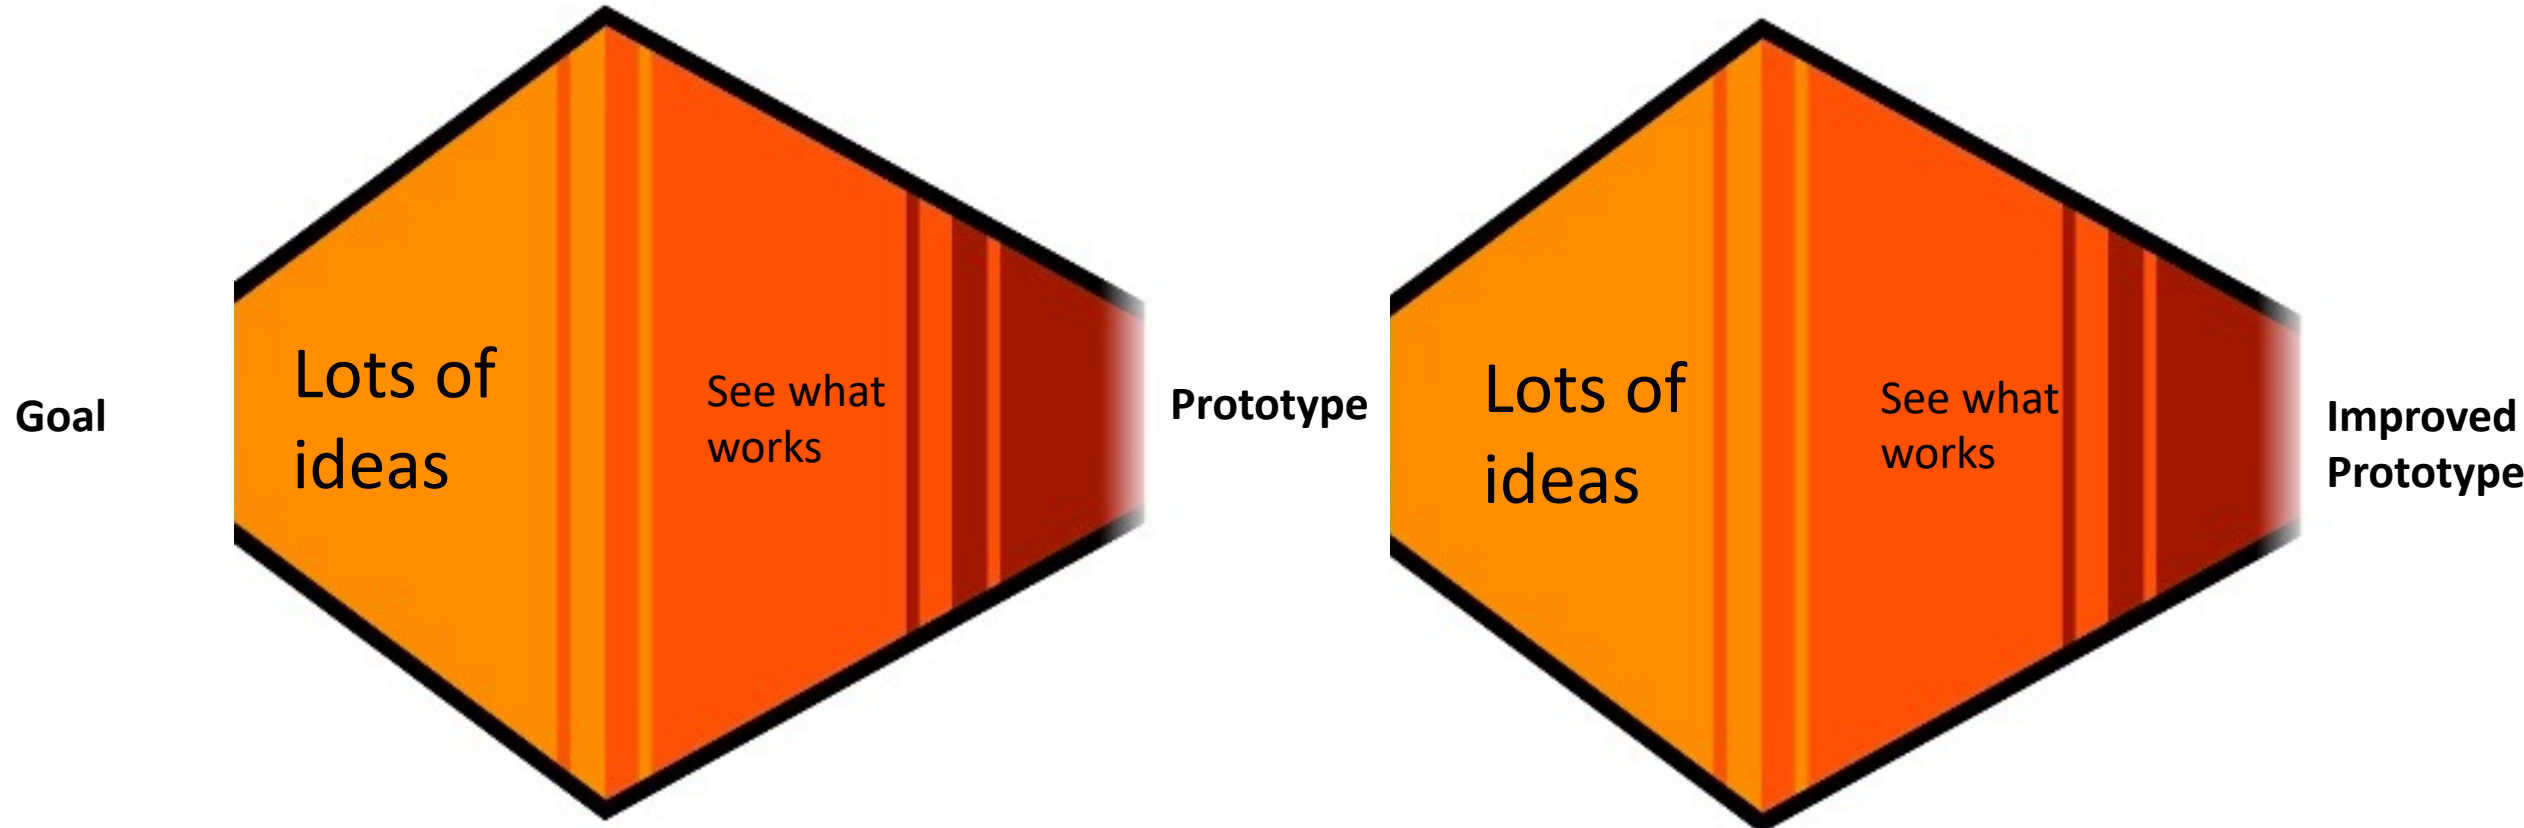 Goal
Lots of
ideas
See what
works
Prototype
Lots of
ideas
See what
works
Improved
Prototype